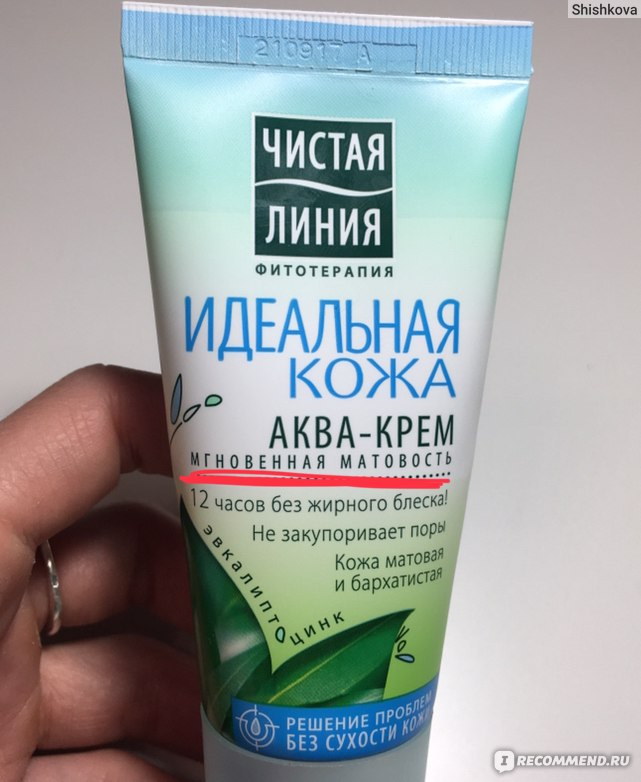 Shishkova
210917 А
ЧИСТАЯ
ЛИНИЯ
ФИТОТЕРАПИЯ
ИДЕАЛЬНАЯ
КОЖА
АКВА-КРЕМ
МГНОВЕННАЯ МАТОВОСТЬ
12 часов без жирного блеска!
Не закупоривает поры
Кожа матовая
и бархатистая
эвкалипт
цинк
РЕШЕНИЕ ПРОБЛЕМ
БЕЗ СУХОСТИ КОЖИ
I RECOMMEND.RU